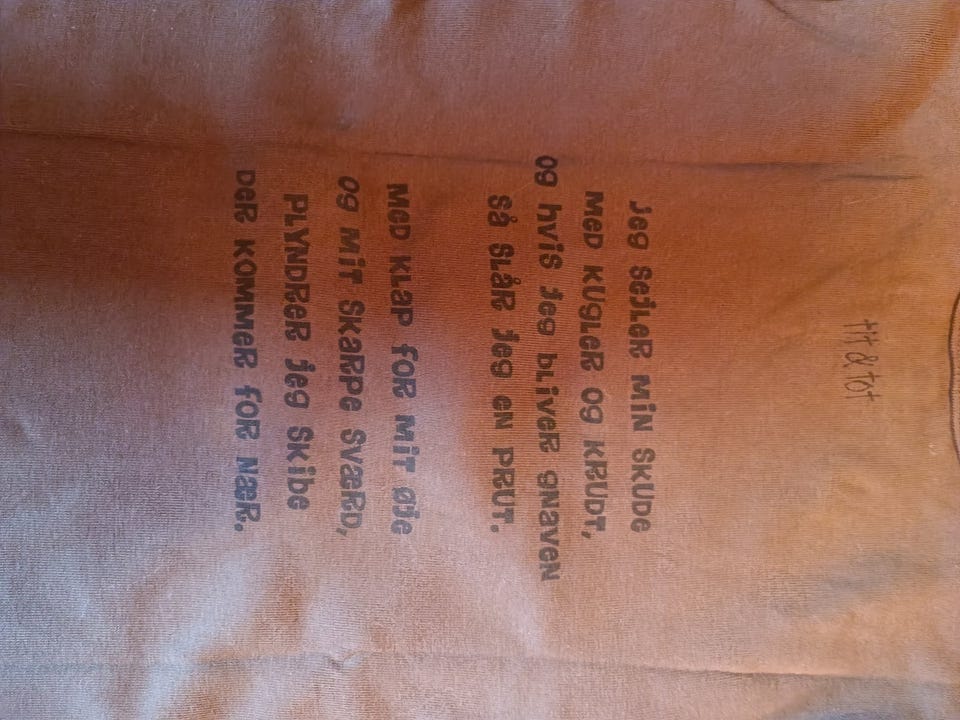 tit & tot
Jeg sejler min skude
med kugler og krudt,
og hvis jeg bliver gnaven
så slår jeg en prut.
med klap for mit øje
og mit skarpe sværd,
plyndrer jeg skibe
der kommer for nær.